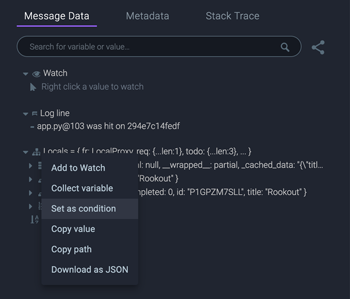 Message Data Metadata Stack Trace
Search for variable or value...
Watch
Right click a value to watch
Log line
app.py@103 was hit on 294e7c14fedf
Locals = { fr: LocalProxy, req: {...len:1}, todo: {...len:3}, ... }
al: null, __wrapped__: partial, _cached_data: "{\"titl...
Add to Watch
"Rookout" }
Collect variable
mpleted: 0, id: "P1GPZM7SLL", title: "Rookout" }
Set as condition
Copy value
Copy path
Download as JSON